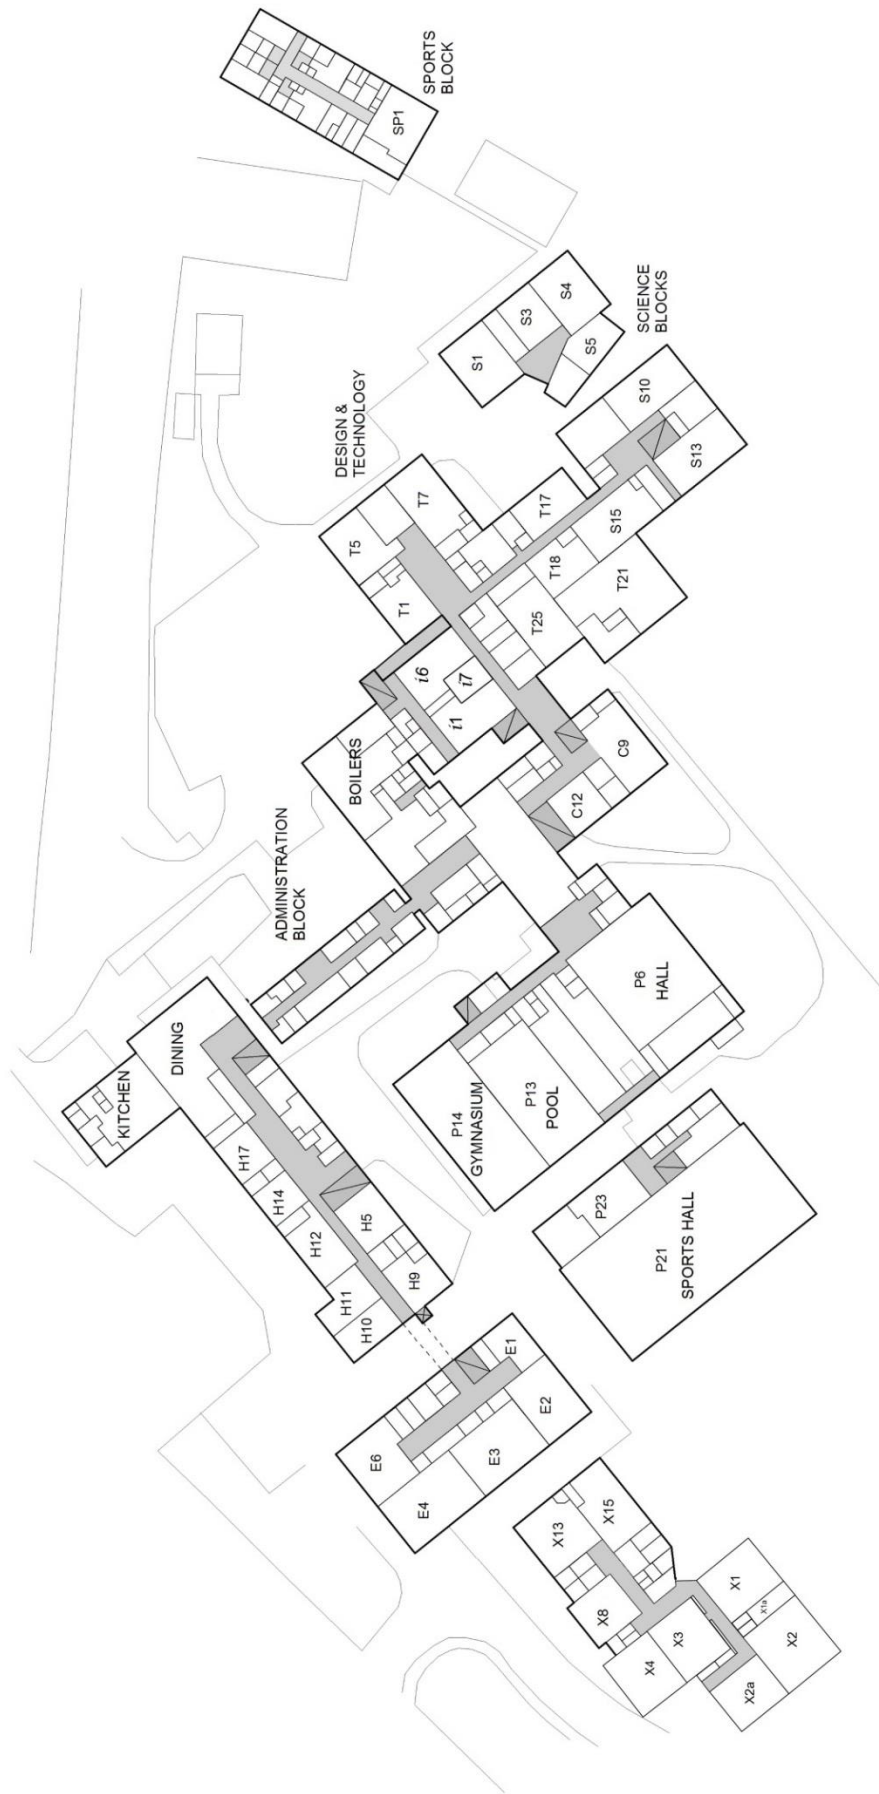 SPORTS
BLOCK
SP1
S1
S3
S4
S5
SCIENCE
BLOCKS
S10
S13
S15
DESIGN &
TECHNOLOGY
T5
T7
T1
T17
T18
T21
T25
i6
i7
i1
BOILERS
C9
C12
ADMINISTRATION
BLOCK
P6
HALL
P13
POOL
P14
GYMNASIUM
P23
P21
SPORTS HALL
DINING
KITCHEN
H17
H14
H12
H11
H10
H5
H9
E1
E2
E3
E4
E6
X13
X15
X8
X3
X4
X1
X1a
X2
X2a